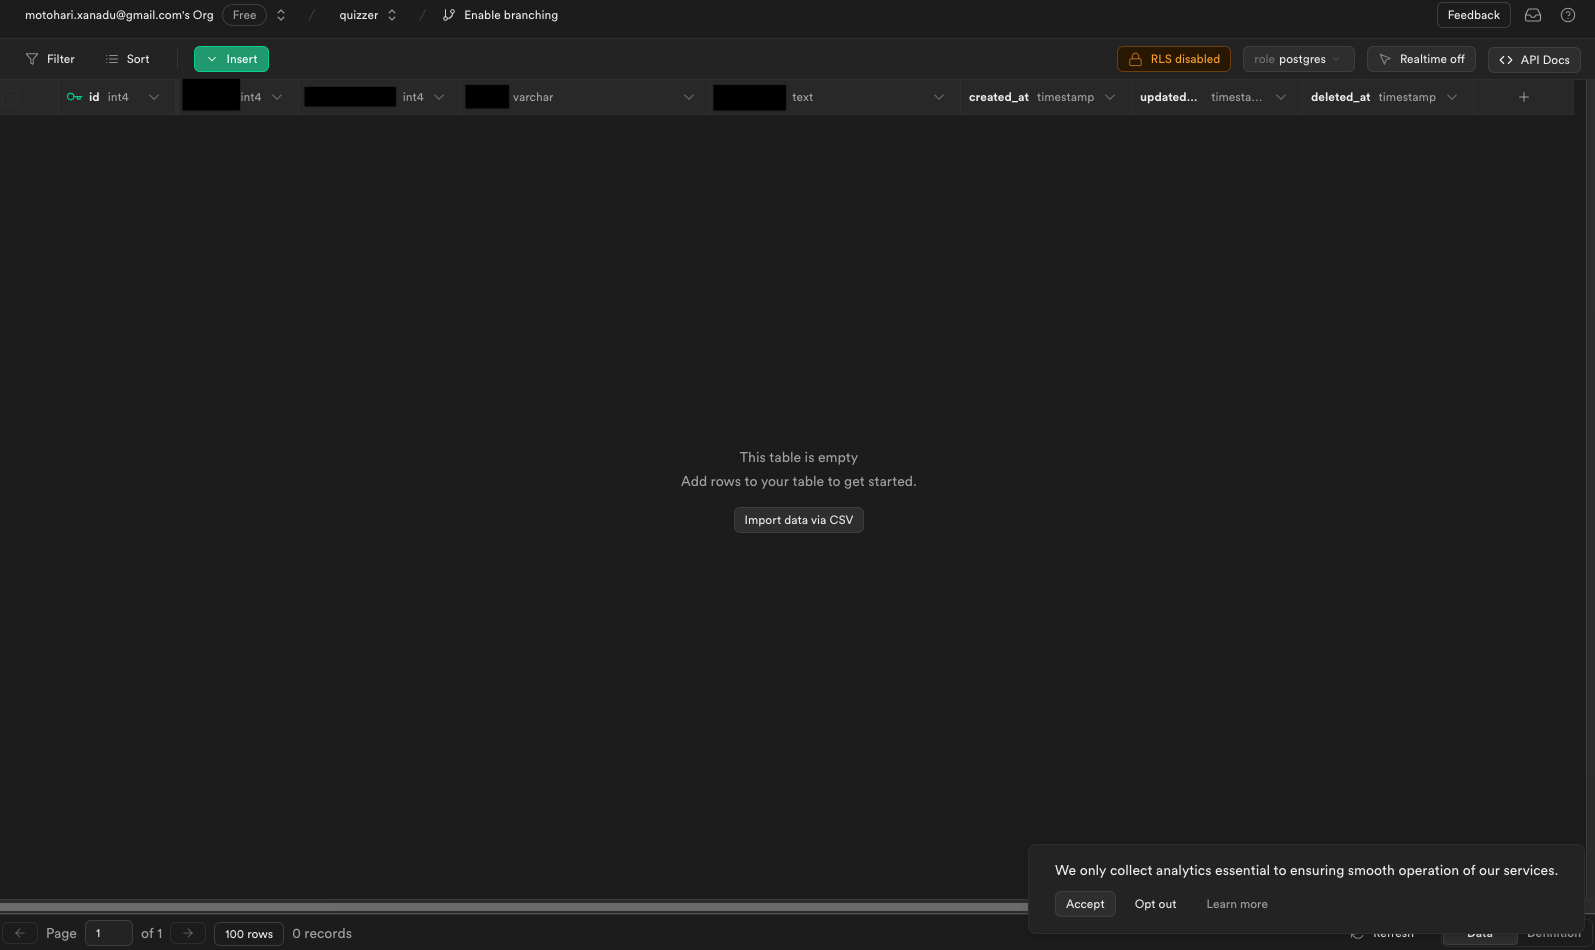 motohari.xanadu@gmail.com's Org Free / quizzer / Enable branching Feedback
Filter Sort Insert RLS disabled role postgres Realtime off API Docs
id int4 int4 int4 varchar text created_at timestamp updated... timesta... deleted_at timestamp
This table is empty
Add rows to your table to get started.
Import data via CSV
We only collect analytics essential to ensuring smooth operation of our services.
Accept Opt out Learn more
Page 1 of 1 100 rows 0 records Refresh Data Definition